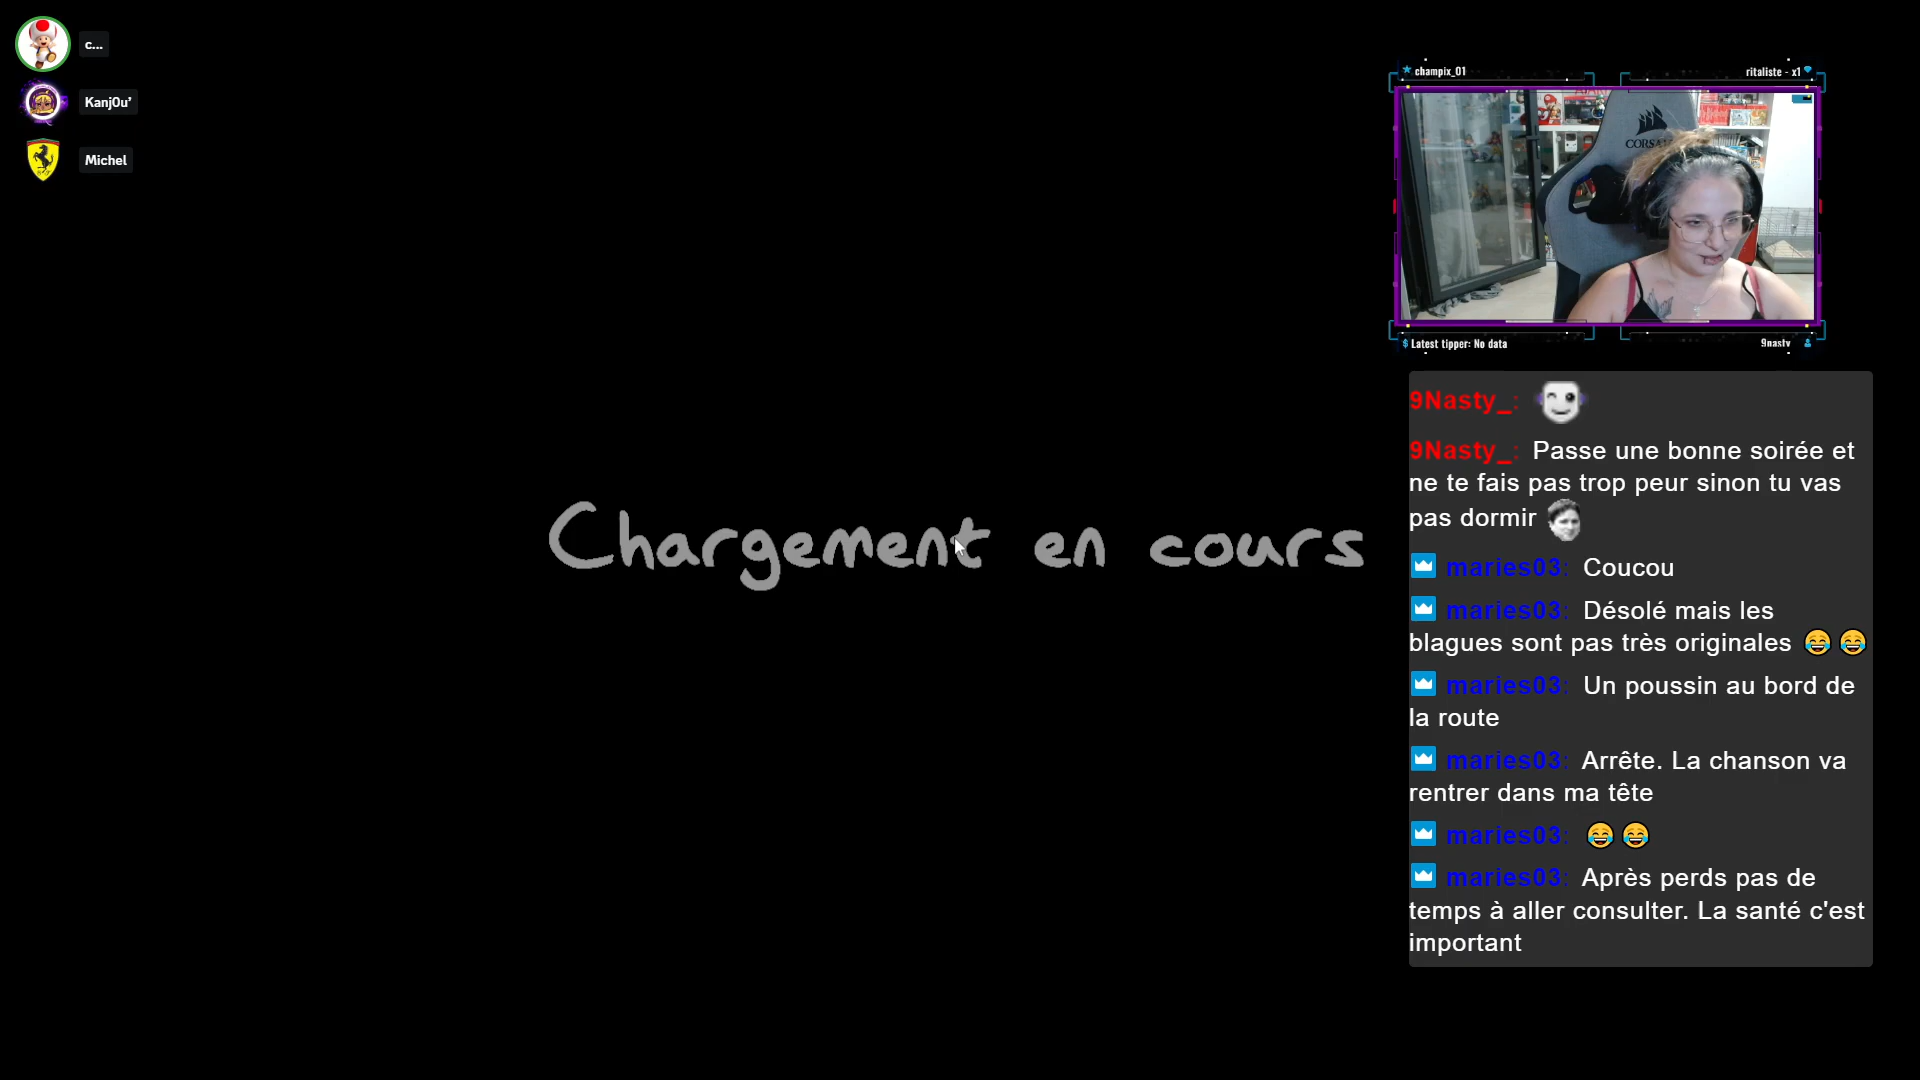 c...
KanjOu’
Michel
champix_01
ritaliste - x1
CORSAIR
Latest tipper: No data
9nasty
Chargement en cours
9Nasty_:
9Nasty_: Passe une bonne soirée et
ne te fais pas trop peur sinon tu vas
pas dormir
maries03: Coucou
maries03: Désolé mais les
blagues sont pas très originales 😂 😂
maries03: Un poussin au bord de
la route
maries03: Arrête. La chanson va
rentrer dans ma tête
maries03: 😂 😂
maries03: Après perds pas de
temps à aller consulter. La santé c'est
important